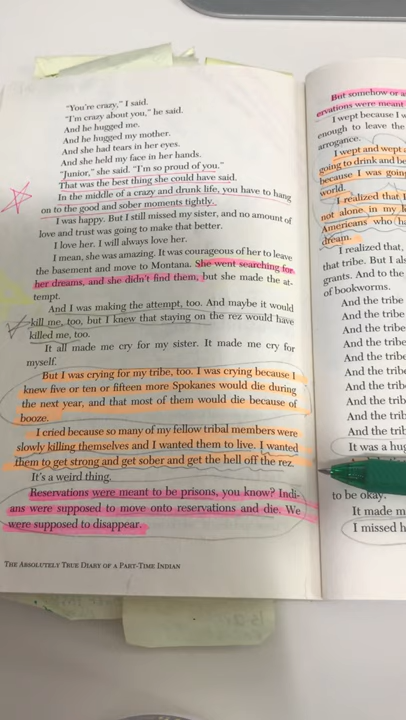 "You're crazy," I said.
"I'm crazy about you," he said.
And he hugged me.
And he hugged my mother.
And she had tears in her eyes.
And she held my face in her hands.
"Junior," she said. "I'm so proud of you."
That was the best thing she could have said.
In the middle of a crazy and drunk life, you have to hang
on to the good and sober moments tightly.
I was happy. But I still missed my sister, and no amount of
love and trust was going to make that better.
I love her. I will always love her.
I mean, she was amazing. It was courageous of her to leave
the basement and move to Montana. She went searching for
her dreams, and she didn't find them, but she made the at-
tempt.
And I was making the attempt, too. And maybe it would
kill me, too, but I knew that staying on the rez would have
killed me, too.
It all made me cry for my sister. It made me cry for
myself.
But I was crying for my tribe, too. I was crying because I
knew five or ten or fifteen more Spokanes would die during
the next year, and that most of them would die because of
booze.
I cried because so many of my fellow tribal members were
slowly killing themselves and I wanted them to live. I wanted
them to get strong and get sober and get the hell off the rez.
It's a weird thing.
Reservations were meant to be prisons, you know? Indi-
ans were supposed to move onto reservations and die. We
were supposed to disappear.
THE ABSOLUTELY TRUE DIARY OF A PART-TIME INDIAN
But somehow or
ervations were meant
I wept because I
enough to leave the
arrogance.
I wept and wept
going to drink and
because I was going
world.
I realized that I
not alone in my
Americans who
dream.
I realized that,
that tribe. But I
grants. And to the
of bookworms.
And the tribe
And the tribe
And the tribe
And the tribe
And the
And the
And the
And the
And the
And the
It was a
to be okay.
It made
I missed